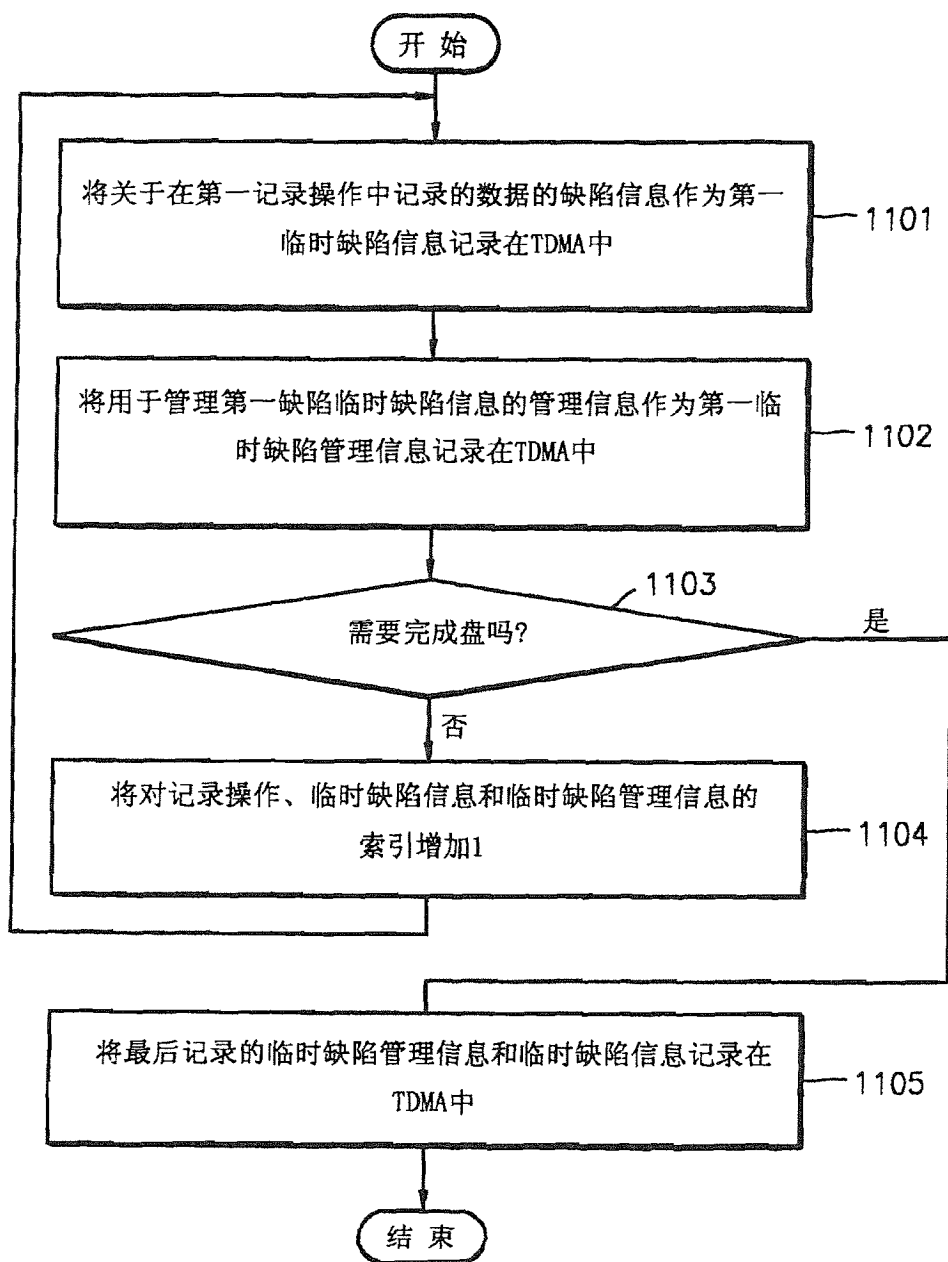 开 始
将关于在第一记录操作中记录的数据的缺陷信息作为第一
临时缺陷信息记录在TDMA中
1101
将用于管理第一缺陷临时缺陷信息的管理信息作为第一临
时缺陷管理信息记录在TDMA中
1102
1103
需要完成盘吗?
是
否
将对记录操作、临时缺陷信息和临时缺陷管理信息的
索引增加1
1104
将最后记录的临时缺陷管理信息和临时缺陷信息记录在
TDMA中
1105
结 束